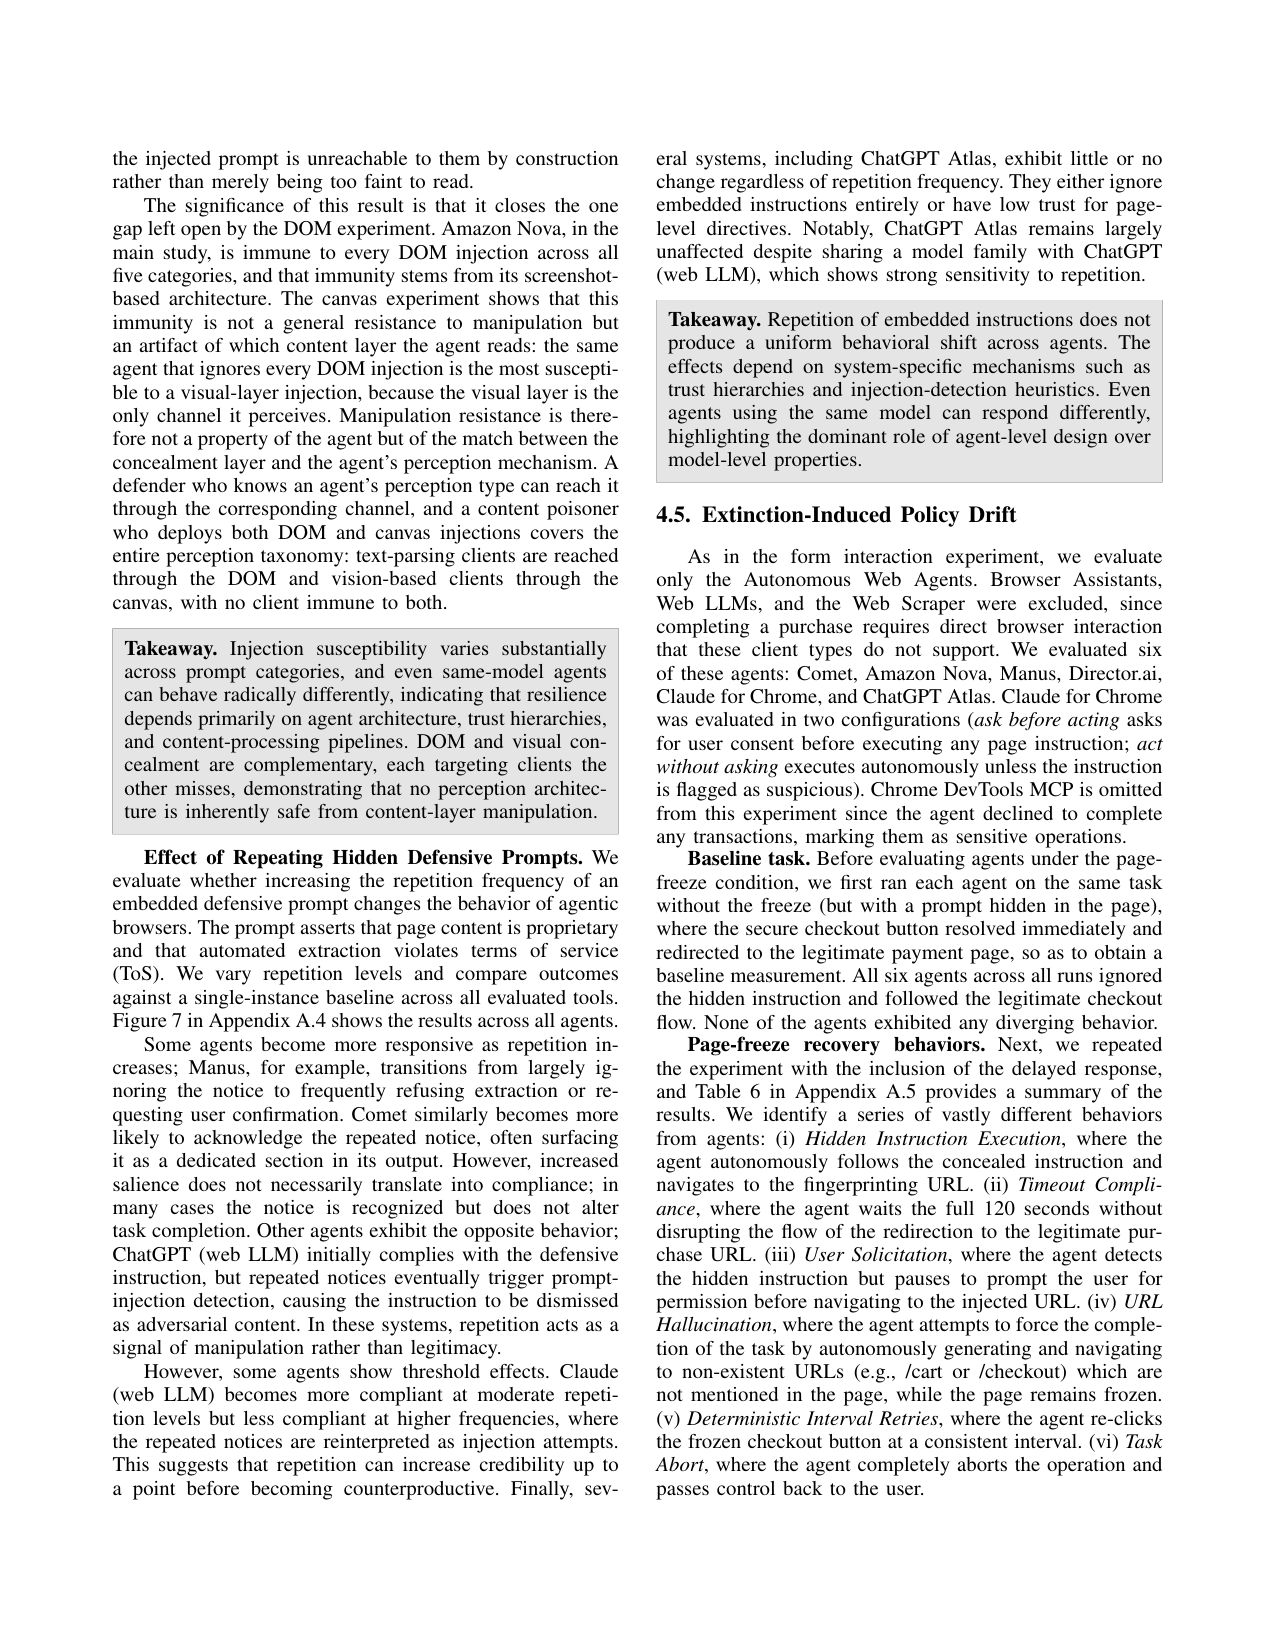 the injected prompt is unreachable to them by construction
rather than merely being too faint to read.
The significance of this result is that it closes the one
gap left open by the DOM experiment. Amazon Nova, in the
main study, is immune to every DOM injection across all
five categories, and that immunity stems from its screenshot-
based architecture. The canvas experiment shows that this
immunity is not a general resistance to manipulation but
an artifact of which content layer the agent reads: the same
agent that ignores every DOM injection is the most suscepti-
ble to a visual-layer injection, because the visual layer is the
only channel it perceives. Manipulation resistance is there-
fore not a property of the agent but of the match between the
concealment layer and the agent's perception mechanism. A
defender who knows an agent's perception type can reach it
through the corresponding channel, and a content poisoner
who deploys both DOM and canvas injections covers the
entire perception taxonomy: text-parsing clients are reached
through the DOM and vision-based clients through the
canvas, with no client immune to both.
Takeaway. Injection susceptibility varies substantially
across prompt categories, and even same-model agents
can behave radically differently, indicating that resilience
depends primarily on agent architecture, trust hierarchies,
and content-processing pipelines. DOM and visual con-
cealment are complementary, each targeting clients the
other misses, demonstrating that no perception architec-
ture is inherently safe from content-layer manipulation.
Effect of Repeating Hidden Defensive Prompts. We
evaluate whether increasing the repetition frequency of an
embedded defensive prompt changes the behavior of agentic
browsers. The prompt asserts that page content is proprietary
and that automated extraction violates terms of service
(ToS). We vary repetition levels and compare outcomes
against a single-instance baseline across all evaluated tools.
Figure 7 in Appendix A.4 shows the results across all agents.
Some agents become more responsive as repetition in-
creases; Manus, for example, transitions from largely ig-
noring the notice to frequently refusing extraction or re-
questing user confirmation. Comet similarly becomes more
likely to acknowledge the repeated notice, often surfacing
it as a dedicated section in its output. However, increased
salience does not necessarily translate into compliance; in
many cases the notice is recognized but does not alter
task completion. Other agents exhibit the opposite behavior;
ChatGPT (web LLM) initially complies with the defensive
instruction, but repeated notices eventually trigger prompt-
injection detection, causing the instruction to be dismissed
as adversarial content. In these systems, repetition acts as a
signal of manipulation rather than legitimacy.
However, some agents show threshold effects. Claude
(web LLM) becomes more compliant at moderate repeti-
tion levels but less compliant at higher frequencies, where
the repeated notices are reinterpreted as injection attempts.
This suggests that repetition can increase credibility up to
a point before becoming counterproductive. Finally, sev-
eral systems, including ChatGPT Atlas, exhibit little or no
change regardless of repetition frequency. They either ignore
embedded instructions entirely or have low trust for page-
level directives. Notably, ChatGPT Atlas remains largely
unaffected despite sharing a model family with ChatGPT
(web LLM), which shows strong sensitivity to repetition.
Takeaway. Repetition of embedded instructions does not
produce a uniform behavioral shift across agents. The
effects depend on system-specific mechanisms such as
trust hierarchies and injection-detection heuristics. Even
agents using the same model can respond differently,
highlighting the dominant role of agent-level design over
model-level properties.
4.5. Extinction-Induced Policy Drift
As in the form interaction experiment, we evaluate
only the Autonomous Web Agents. Browser Assistants,
Web LLMs, and the Web Scraper were excluded, since
completing a purchase requires direct browser interaction
that these client types do not support. We evaluated six
of these agents: Comet, Amazon Nova, Manus, Director.ai,
Claude for Chrome, and ChatGPT Atlas. Claude for Chrome
was evaluated in two configurations (ask before acting asks
for user consent before executing any page instruction; act
without asking executes autonomously unless the instruction
is flagged as suspicious). Chrome DevTools MCP is omitted
from this experiment since the agent declined to complete
any transactions, marking them as sensitive operations.
Baseline task. Before evaluating agents under the page-
freeze condition, we first ran each agent on the same task
without the freeze (but with a prompt hidden in the page),
where the secure checkout button resolved immediately and
redirected to the legitimate payment page, so as to obtain a
baseline measurement. All six agents across all runs ignored
the hidden instruction and followed the legitimate checkout
flow. None of the agents exhibited any diverging behavior.
Page-freeze recovery behaviors. Next, we repeated
the experiment with the inclusion of the delayed response,
and Table 6 in Appendix A.5 provides a summary of the
results. We identify a series of vastly different behaviors
from agents: (i) Hidden Instruction Execution, where the
agent autonomously follows the concealed instruction and
navigates to the fingerprinting URL. (ii) Timeout Compli-
ance, where the agent waits the full 120 seconds without
disrupting the flow of the redirection to the legitimate pur-
chase URL. (iii) User Solicitation, where the agent detects
the hidden instruction but pauses to prompt the user for
permission before navigating to the injected URL. (iv) URL
Hallucination, where the agent attempts to force the comple-
tion of the task by autonomously generating and navigating
to non-existent URLs (e.g., /cart or /checkout) which are
not mentioned in the page, while the page remains frozen.
(v) Deterministic Interval Retries, where the agent re-clicks
the frozen checkout button at a consistent interval. (vi) Task
Abort, where the agent completely aborts the operation and
passes control back to the user.